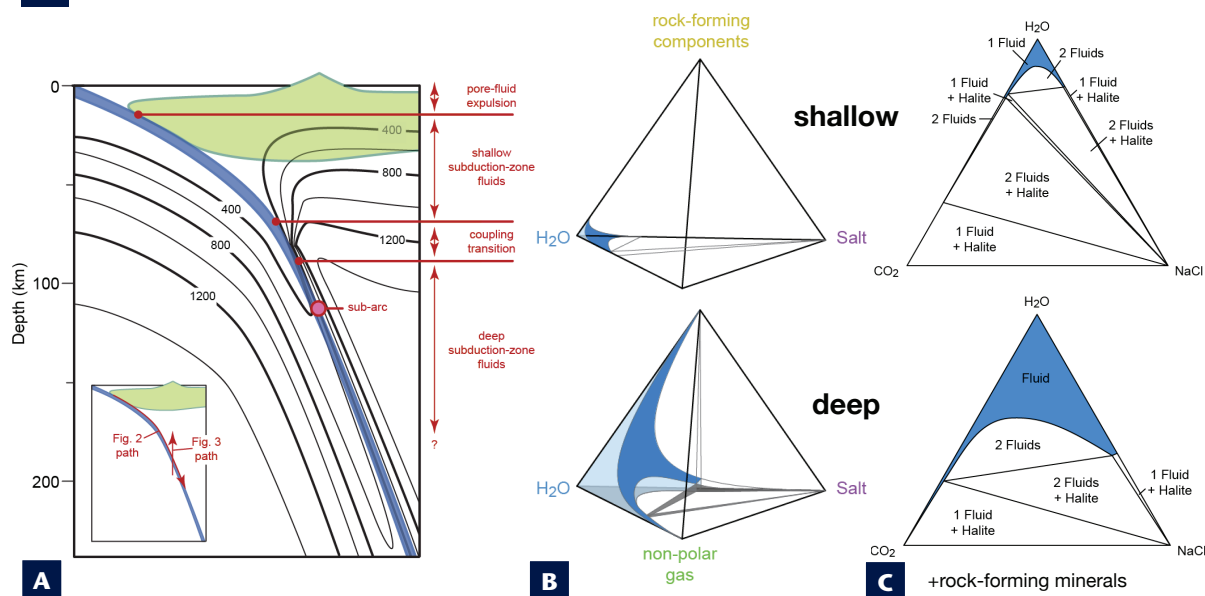 0
100
200
Depth (km)
400
800
1200
400
800
1200
pore-fluid
expulsion
shallow
subduction-zone
fluids
coupling
transition
sub-arc
deep
subduction-zone
fluids
?
Fig. 2
path
Fig. 3
path
A
rock-forming
components
H₂O
Salt
shallow
H₂O
Salt
deep
non-polar
gas
B
H₂O
1 Fluid
2 Fluids
1 Fluid
+ Halite
1 Fluid
+ Halite
2 Fluids
2 Fluids
+ Halite
2 Fluids
+ Halite
1 Fluid
+ Halite
CO₂
NaCl
H₂O
Fluid
2 Fluids
2 Fluids
+ Halite
1 Fluid
+ Halite
1 Fluid
+ Halite
CO₂
NaCl
C
+rock-forming minerals